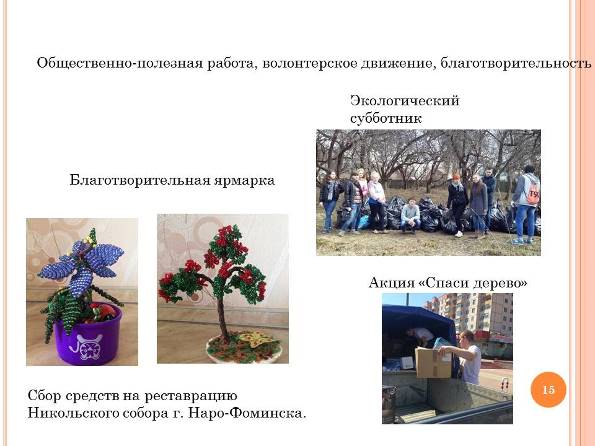 Общественно-полезная работа, волонтерское движение, благотворительность
Экологический
субботник
Благотворительная ярмарка
Акция «Спаси дерево»
15
Сбор средств на реставрацию
Никольского собора г. Наро-Фоминска.